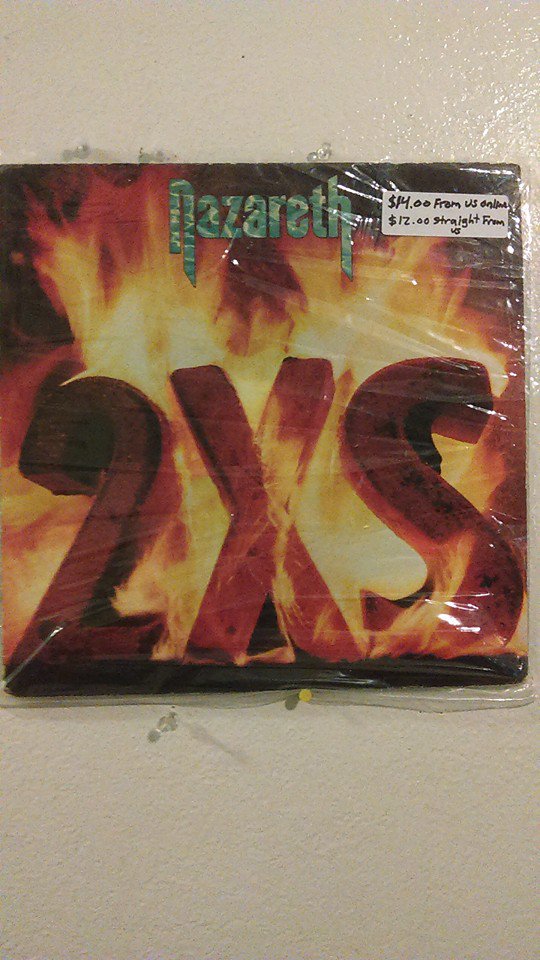 Nazareth
$14.00 From us online
$12.00 straight From
us
2XS